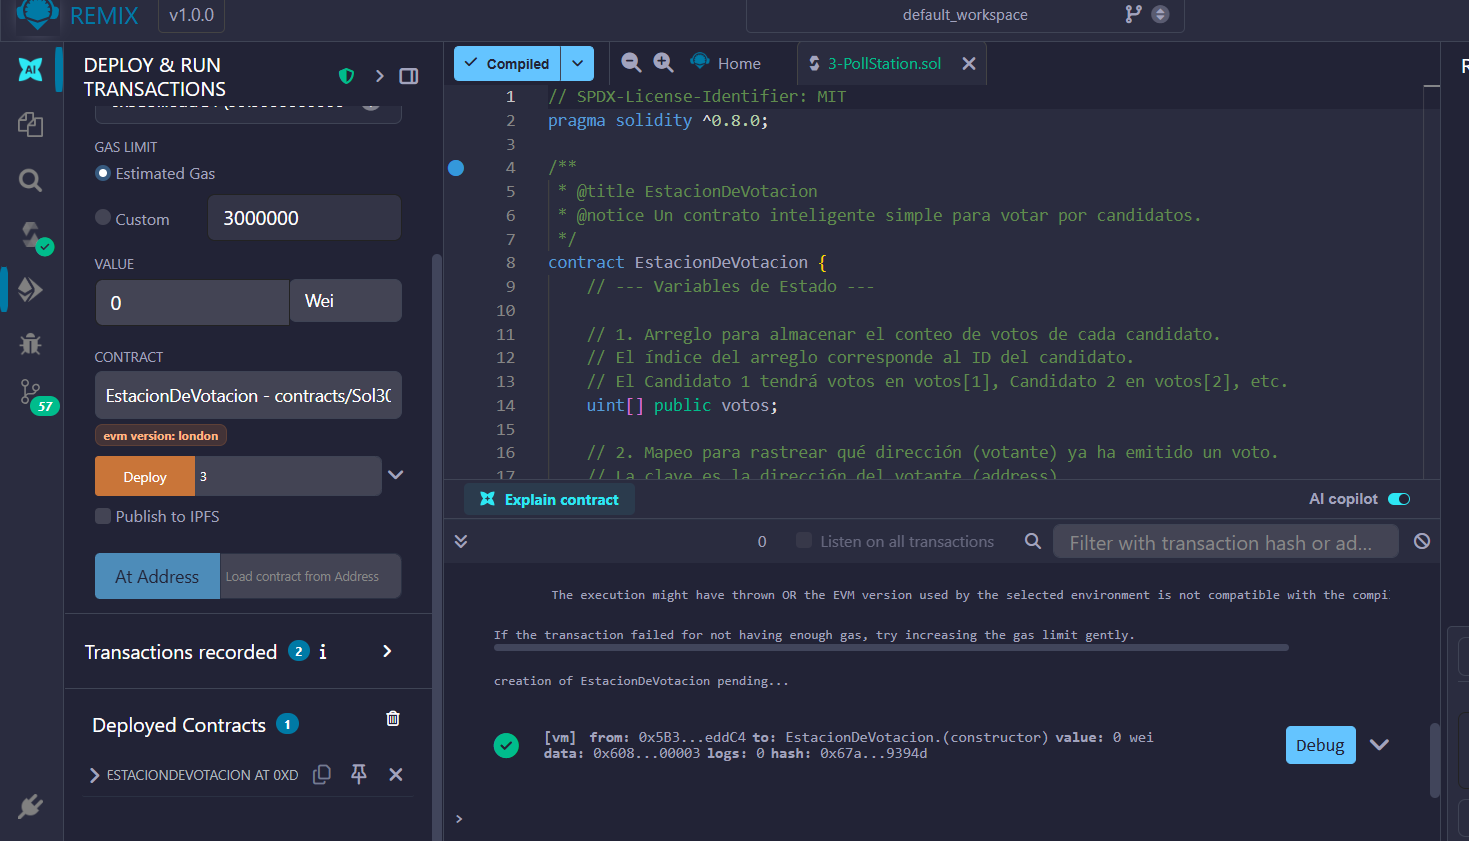 REMIX
v1.0.0
default_workspace
AI
DEPLOY & RUN
TRANSACTIONS
GAS LIMIT
Estimated Gas
Custom
3000000
VALUE
0
Wei
CONTRACT
EstacionDeVotacion - contracts/Sol30
evm version: london
Deploy
3
Publish to IPFS
At Address
Load contract from Address
Transactions recorded 2 i
Deployed Contracts 1
ESTACIONDEVOTACION AT 0XD
57
Compiled
Home
3-PollStation.sol
1 // SPDX-License-Identifier: MIT
2 pragma solidity ^0.8.0;
3
4 /**
5 * @title EstacionDeVotacion
6 * @notice Un contrato inteligente simple para votar por candidatos.
7 */
8 contract EstacionDeVotacion {
9 // --- Variables de Estado ---
10
11 // 1. Arreglo para almacenar el conteo de votos de cada candidato.
12 // El índice del arreglo corresponde al ID del candidato.
13 // El Candidato 1 tendrá votos en votos[1], Candidato 2 en votos[2], etc.
14 uint[] public votos;
15
16 // 2. Mapeo para rastrear qué dirección (votante) ya ha emitido un voto.
17 // La clave es la dirección del votante (address)
Explain contract
AI copilot
0
Listen on all transactions
Filter with transaction hash or ad...
The execution might have thrown OR the EVM version used by the selected environment is not compatible with the compi
If the transaction failed for not having enough gas, try increasing the gas limit gently.
creation of EstacionDeVotacion pending...
[vm] from: 0x5B3...eddC4 to: EstacionDeVotacion.(constructor) value: 0 wei
data: 0x608...00003 logs: 0 hash: 0x67a...9394d
Debug
>